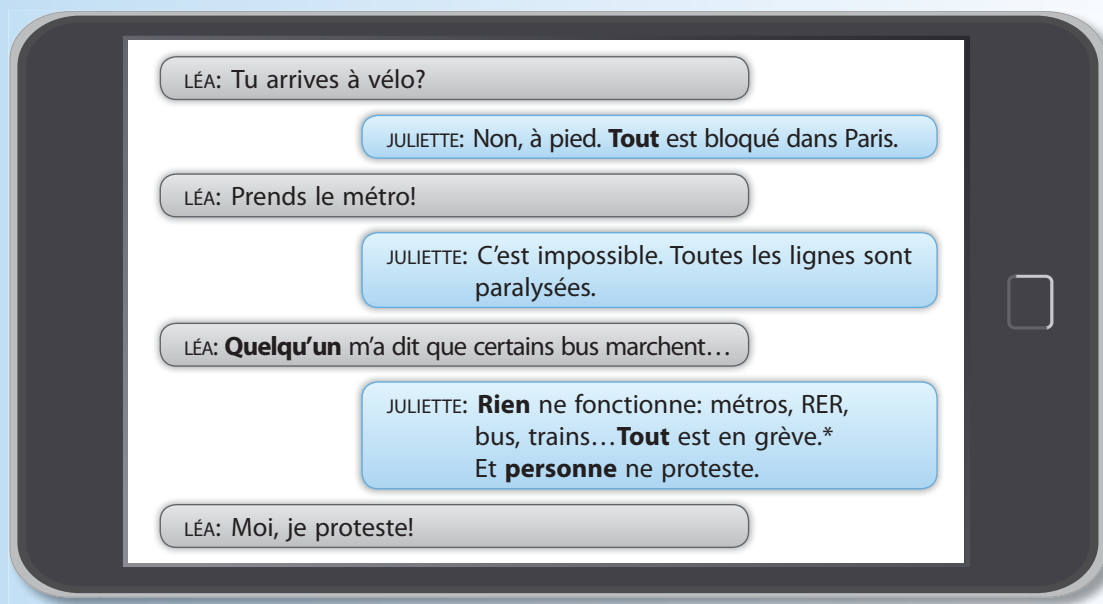 LÉA: Tu arrives à vélo?
JULIETTE: Non, à pied. Tout est bloqué dans Paris.
LÉA: Prends le métro!
JULIETTE: C'est impossible. Toutes les lignes sont
paralysées.
LÉA: Quelqu'un m'a dit que certains bus marchent…
JULIETTE: Rien ne fonctionne: métros, RER,
bus, trains…Tout est en grève.*
Et personne ne proteste.
LÉA: Moi, je proteste!